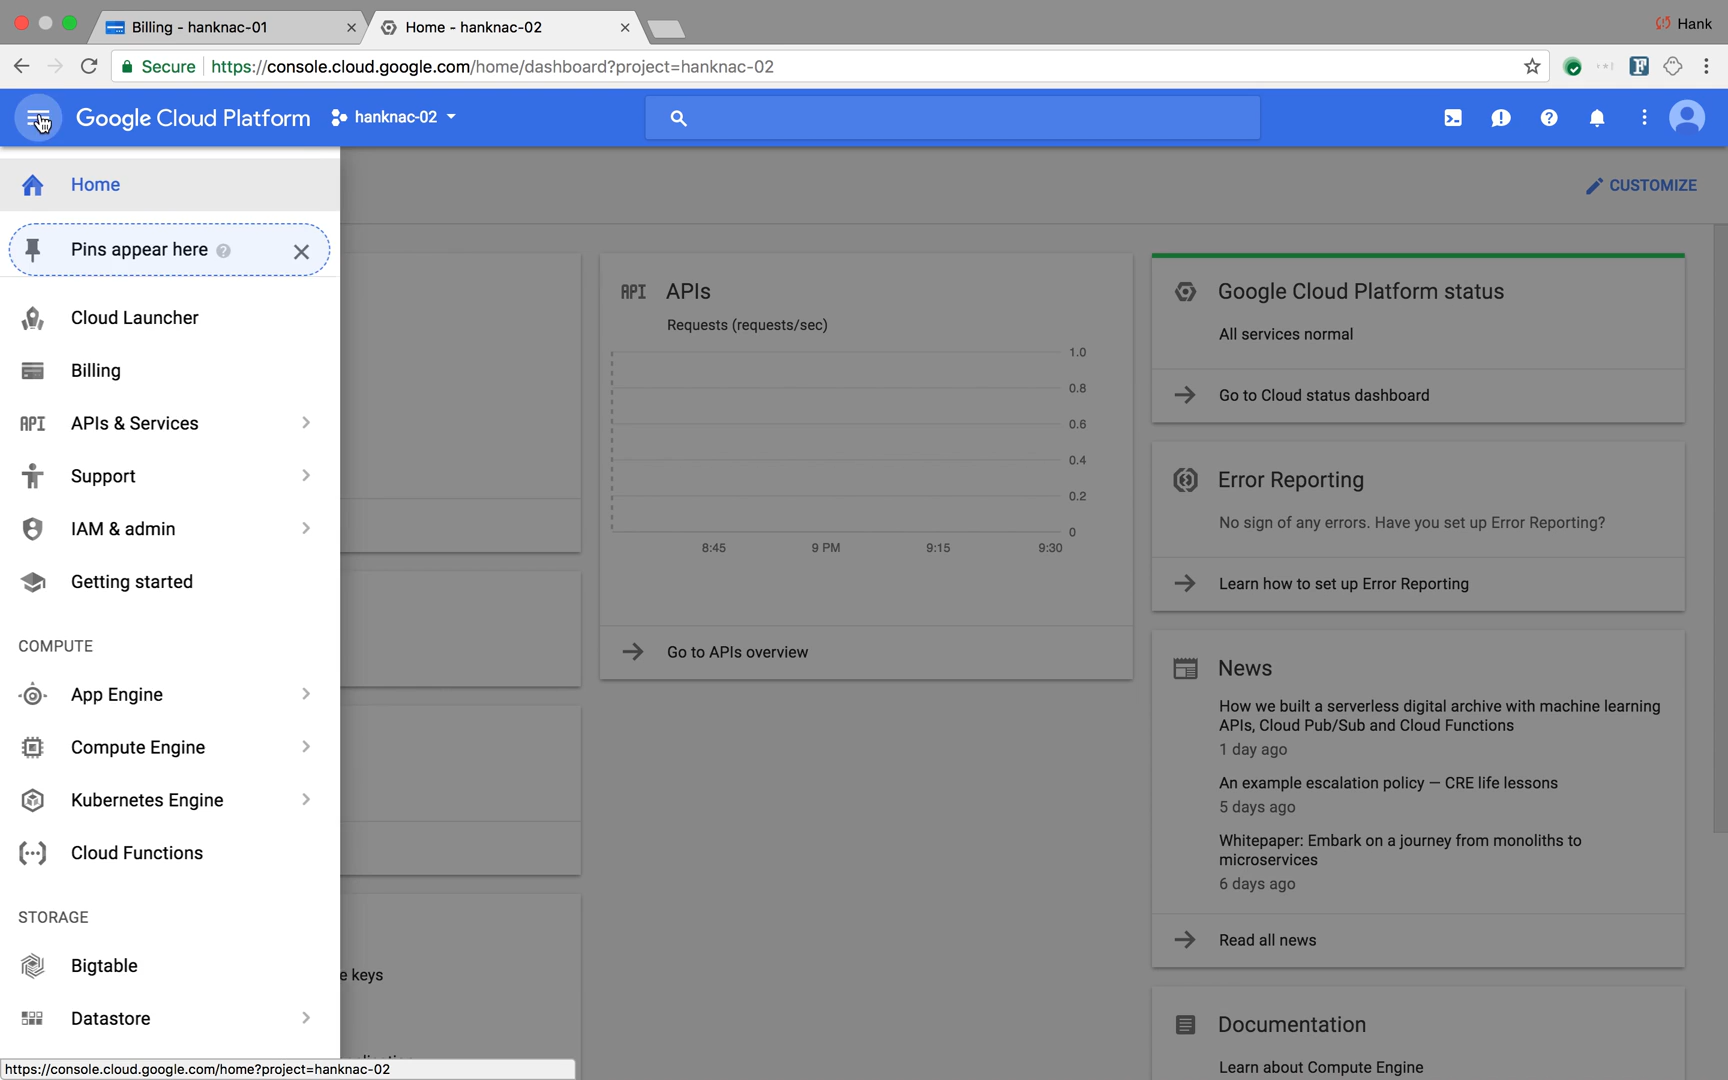 Billing - hanknac-01
Home - hanknac-02
Hank
Secure
https://console.cloud.google.com/home/dashboard?project=hanknac-02
Google Cloud Platform
hanknac-02
Home
CUSTOMIZE
Pins appear here
Cloud Launcher
Billing
API
APIs & Services
Support
IAM & admin
Getting started
COMPUTE
App Engine
Compute Engine
Kubernetes Engine
Cloud Functions
STORAGE
Bigtable
Datastore
e keys
https://console.cloud.google.com/home?project=hanknac-02
API
APIs
Requests (requests/sec)
1.0
0.8
0.6
0.4
0.2
0
8:45
9 PM
9:15
9:30
Go to APIs overview
Google Cloud Platform status
All services normal
Go to Cloud status dashboard
Error Reporting
No sign of any errors. Have you set up Error Reporting?
Learn how to set up Error Reporting
News
How we built a serverless digital archive with machine learning
APIs, Cloud Pub/Sub and Cloud Functions
1 day ago
An example escalation policy — CRE life lessons
5 days ago
Whitepaper: Embark on a journey from monoliths to
microservices
6 days ago
Read all news
Documentation
Learn about Compute Engine